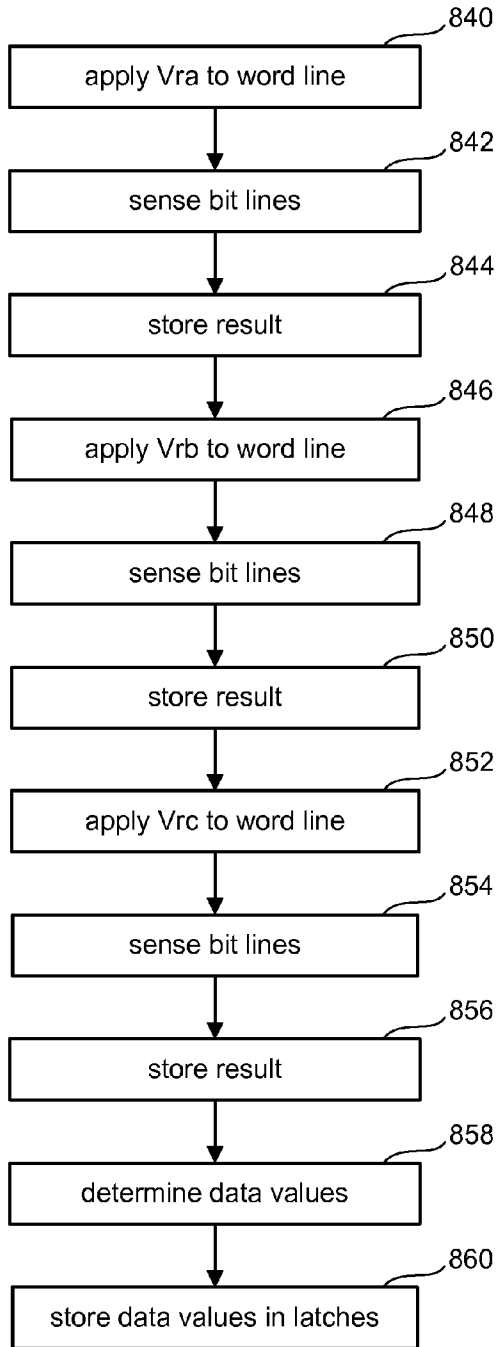 840
apply Vra to word line
842
sense bit lines
844
store result
846
apply Vrb to word line
848
sense bit lines
850
store result
852
apply Vrc to word line
854
sense bit lines
856
store result
858
determine data values
860
store data values in latches